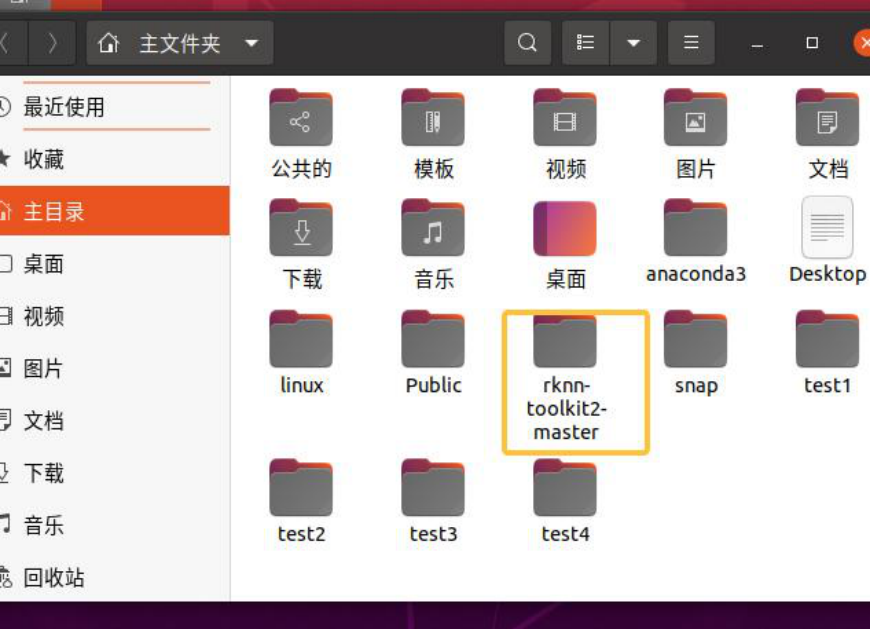 主文件夹
最近使用
收藏
主目录
桌面
视频
图片
文档
下载
音乐
回收站
公共的
模板
视频
图片
文档
下载
音乐
桌面
anaconda3
Desktop
linux
Public
rknn-
toolkit2-
master
snap
test1
test2
test3
test4